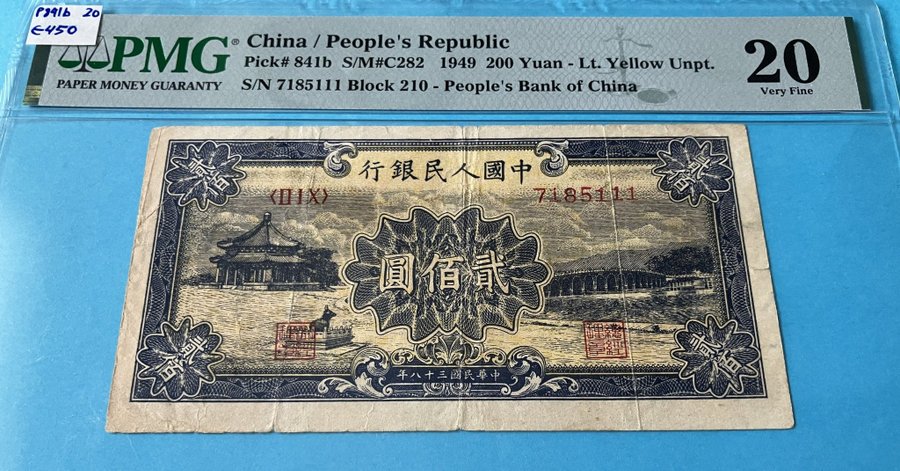 P841b 20
€450
PMG®
PAPER MONEY GUARANTY
China / People's Republic
Pick# 841b S/M#C282 1949 200 Yuan - Lt. Yellow Unpt.
S/N 7185111 Block 210 - People's Bank of China
20
Very Fine
行銀民人國中
〈ⅡⅠⅩ〉
7185111
圓佰貳
年八十三國民華中